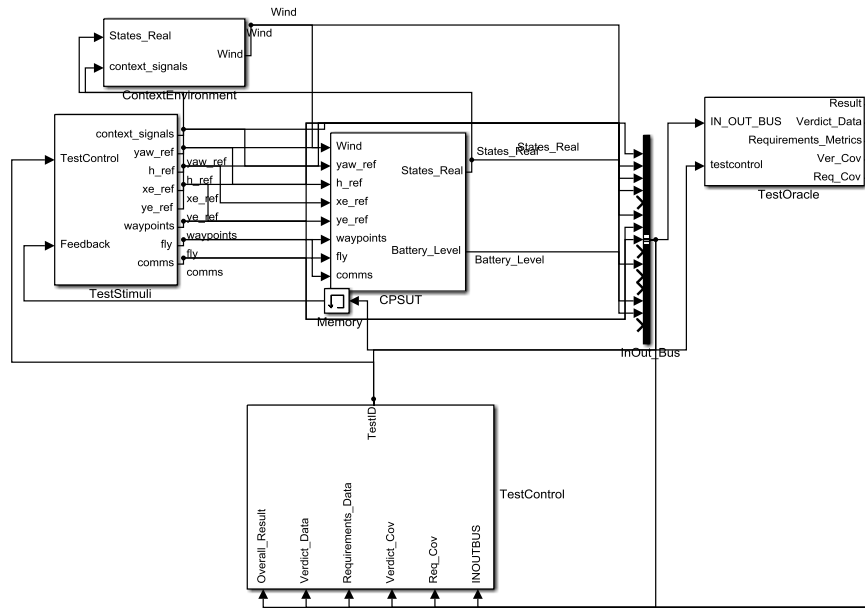 Wind
States_Real
Wind
Wind
context_signals
ContextEnvironment
context_signals
TestControl
yaw_ref
h_ref
xe_ref
ye_ref
waypoints
Feedback
fly
comms
TestStimuli
yaw_ref
h_ref
xe_ref
ye_ref
waypoints
fly
comms
Wind
yaw_ref
h_ref
xe_ref
ye_ref
waypoints
fly
comms
States_Real
Battery_Level
CPSUT
States_Real
States_Real
Battery_Level
Memory
InOut_Bus
IN_OUT_BUS
testcontrol
Result
Verdict_Data
Requirements_Metrics
Ver_Cov
Req_Cov
TestOracle
TestID
TestControl
Overall_Result
Verdict_Data
Requirements_Data
Verdict_Cov
Req_Cov
INOUTBUS